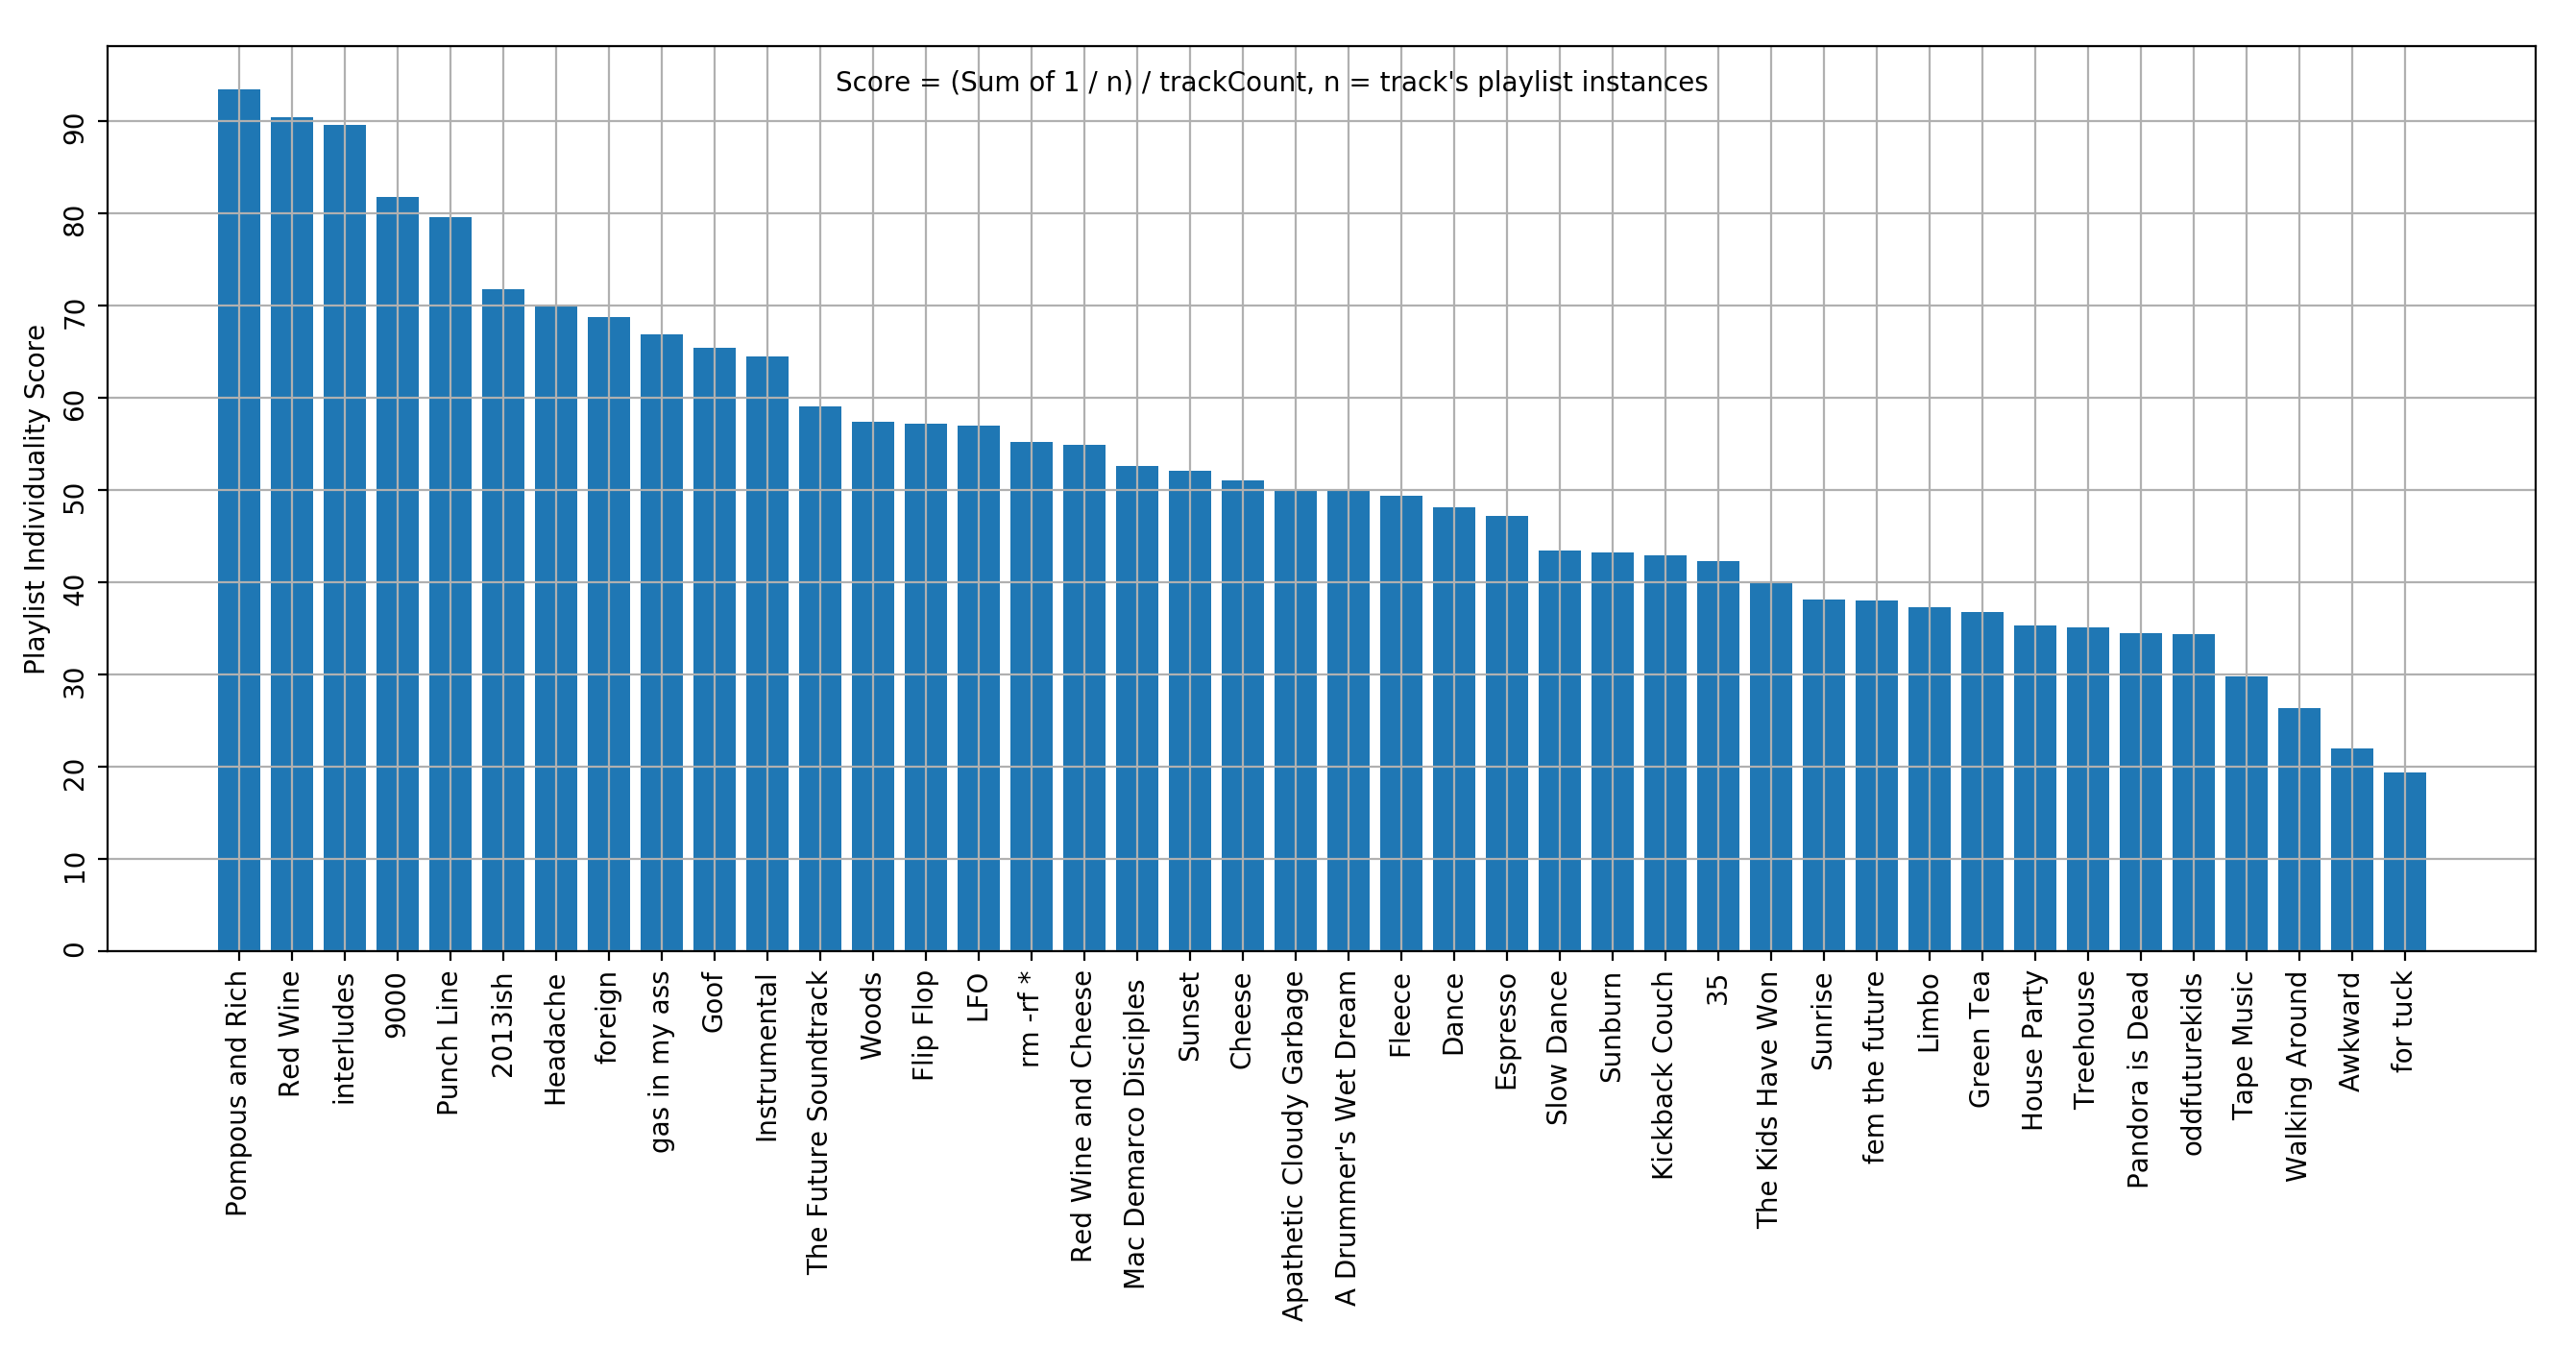 Score = (Sum of 1 / n) / trackCount, n = track's playlist instances
Playlist Individuality Score
90
80
70
60
50
40
30
20
10
0
Pompous and Rich
Red Wine
interludes
9000
Punch Line
2013ish
Headache
foreign
gas in my ass
Goof
Instrumental
The Future Soundtrack
Woods
Flip Flop
LFO
rm -rf *
Red Wine and Cheese
Mac Demarco Disciples
Sunset
Cheese
Apathetic Cloudy Garbage
A Drummer's Wet Dream
Fleece
Dance
Espresso
Slow Dance
Sunburn
Kickback Couch
35
The Kids Have Won
Sunrise
fem the future
Limbo
Green Tea
House Party
Treehouse
Pandora is Dead
oddfuturekids
Tape Music
Walking Around
Awkward
for tuck